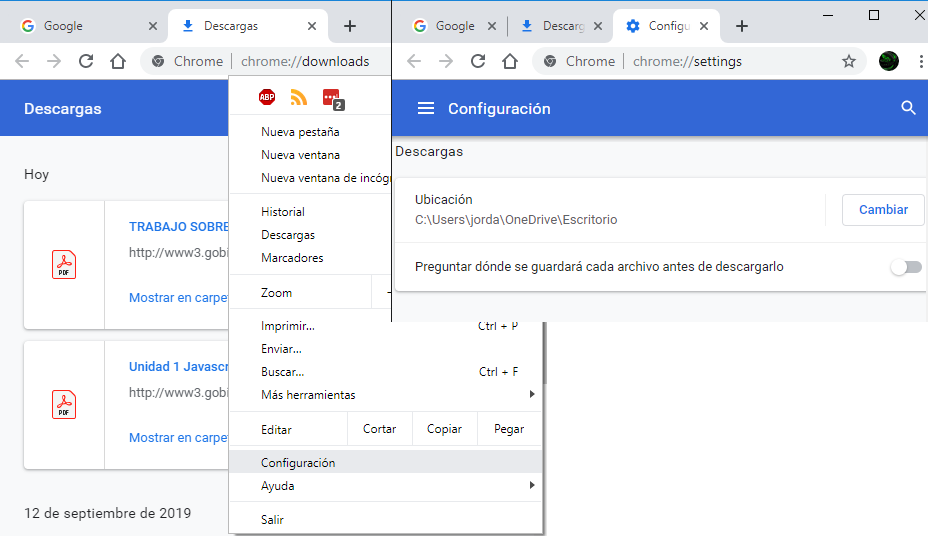 Google
Descargas
Chrome
chrome://downloads
Descargas
Hoy
TRABAJO SOBRE
http://www3.gobi
Mostrar en carpet
Unidad 1 Javascr
http://www3.gobi
Mostrar en carpet
12 de septiembre de 2019
ABP
2
Nueva pestaña
Nueva ventana
Nueva ventana de incógn
Historial
Descargas
Marcadores
Zoom
-
Imprimir... Ctrl + P
Enviar...
Buscar... Ctrl + F
Más herramientas
Editar Cortar Copiar Pegar
Configuración
Ayuda
Salir
Google
Descarg
Configu
Chrome
chrome://settings
Configuración
Descargas
Ubicación
C:\Users\jorda\OneDrive\Escritorio
Cambiar
Preguntar dónde se guardará cada archivo antes de descargarlo
PDF
PDF